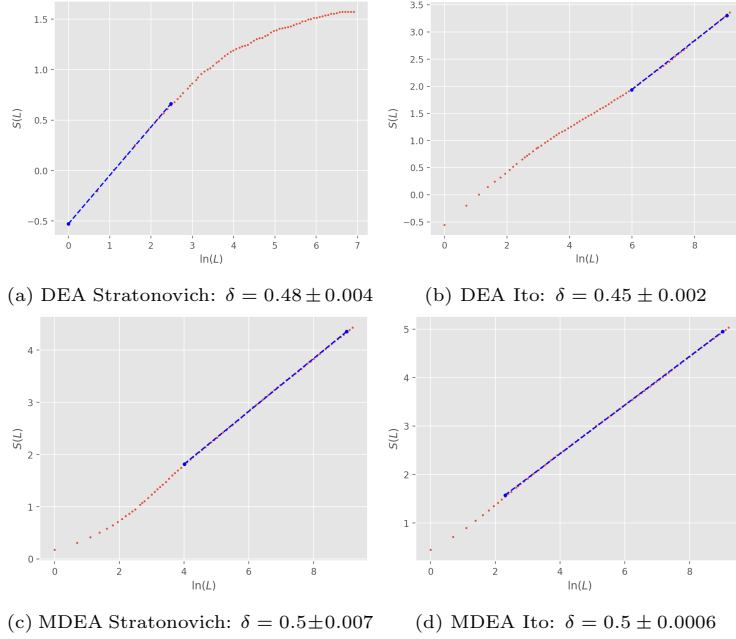 1.5
1.0
0.5
0.0
−0.5
S(L)
0 1 2 3 4 5 6 7
ln(L)
3.5
3.0
2.5
2.0
1.5
1.0
0.5
0.0
−0.5
S(L)
0 2 4 6 8
ln(L)
(a) DEA Stratonovich: δ = 0.48 ± 0.004
(b) DEA Ito: δ = 0.45 ± 0.002
4
3
2
1
0
S(L)
0 2 4 6 8
ln(L)
5
4
3
2
1
S(L)
0 2 4 6 8
ln(L)
(c) MDEA Stratonovich: δ = 0.5±0.007
(d) MDEA Ito: δ = 0.5 ± 0.0006